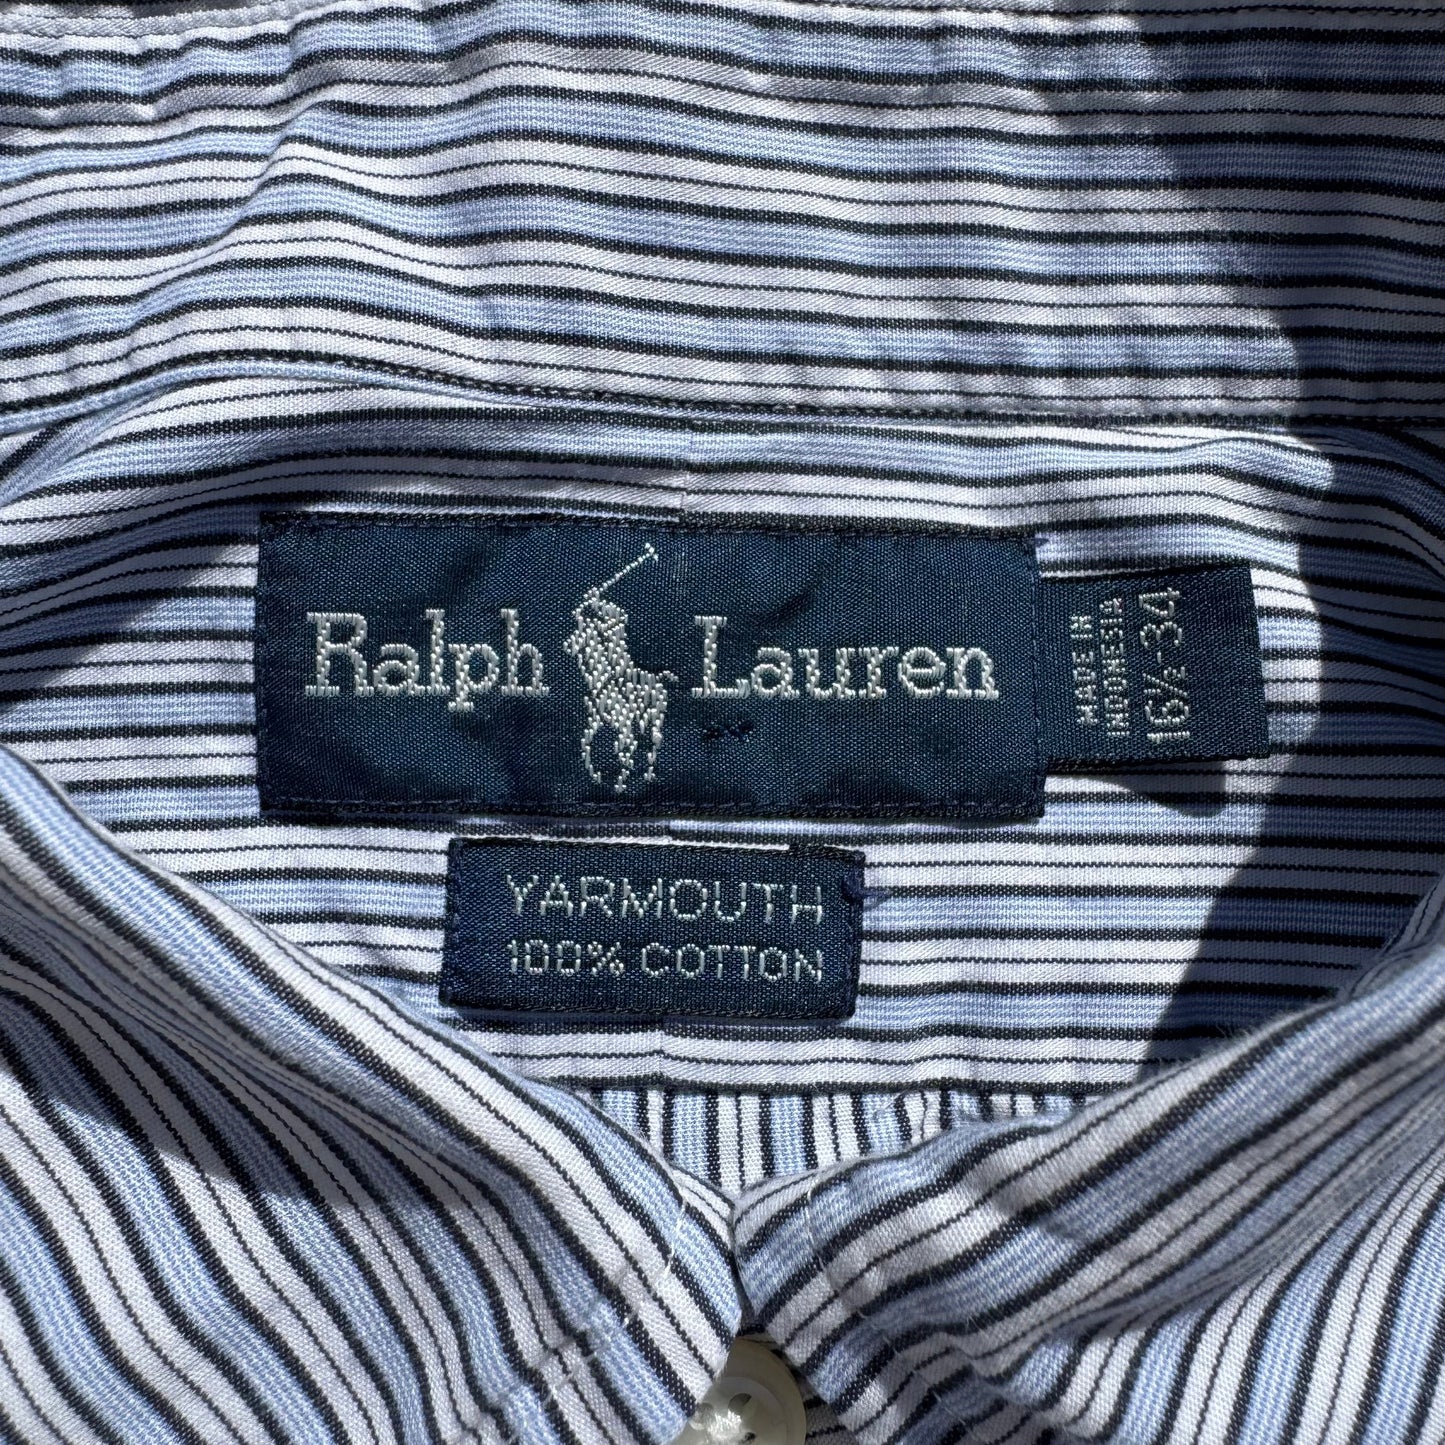 Ralph Lauren
MADE IN
INDONESIA
16½-34
YARMOUTH
100% COTTON